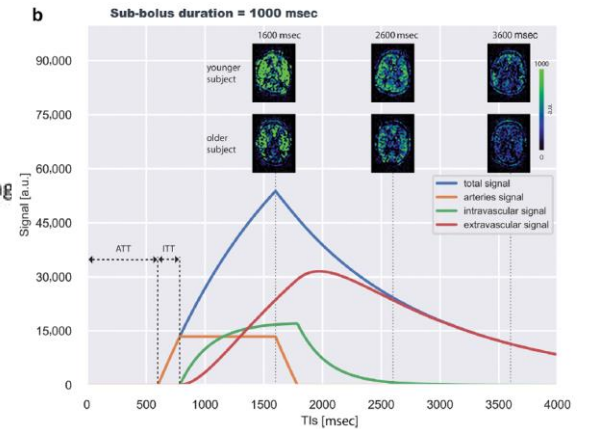 b Sub-bolus duration = 1000 msec
1600 msec 2600 msec 3600 msec
90,000
younger
subject
1000
75,000
older
subject
a.u.
0
60,000
total signal
arteries signal
intravascular signal
extravascular signal
Signal [a.u.]
45,000
ATT ITT
30,000
15,000
0
0 500 1000 1500 2000 2500 3000 3500 4000
TIs [msec]